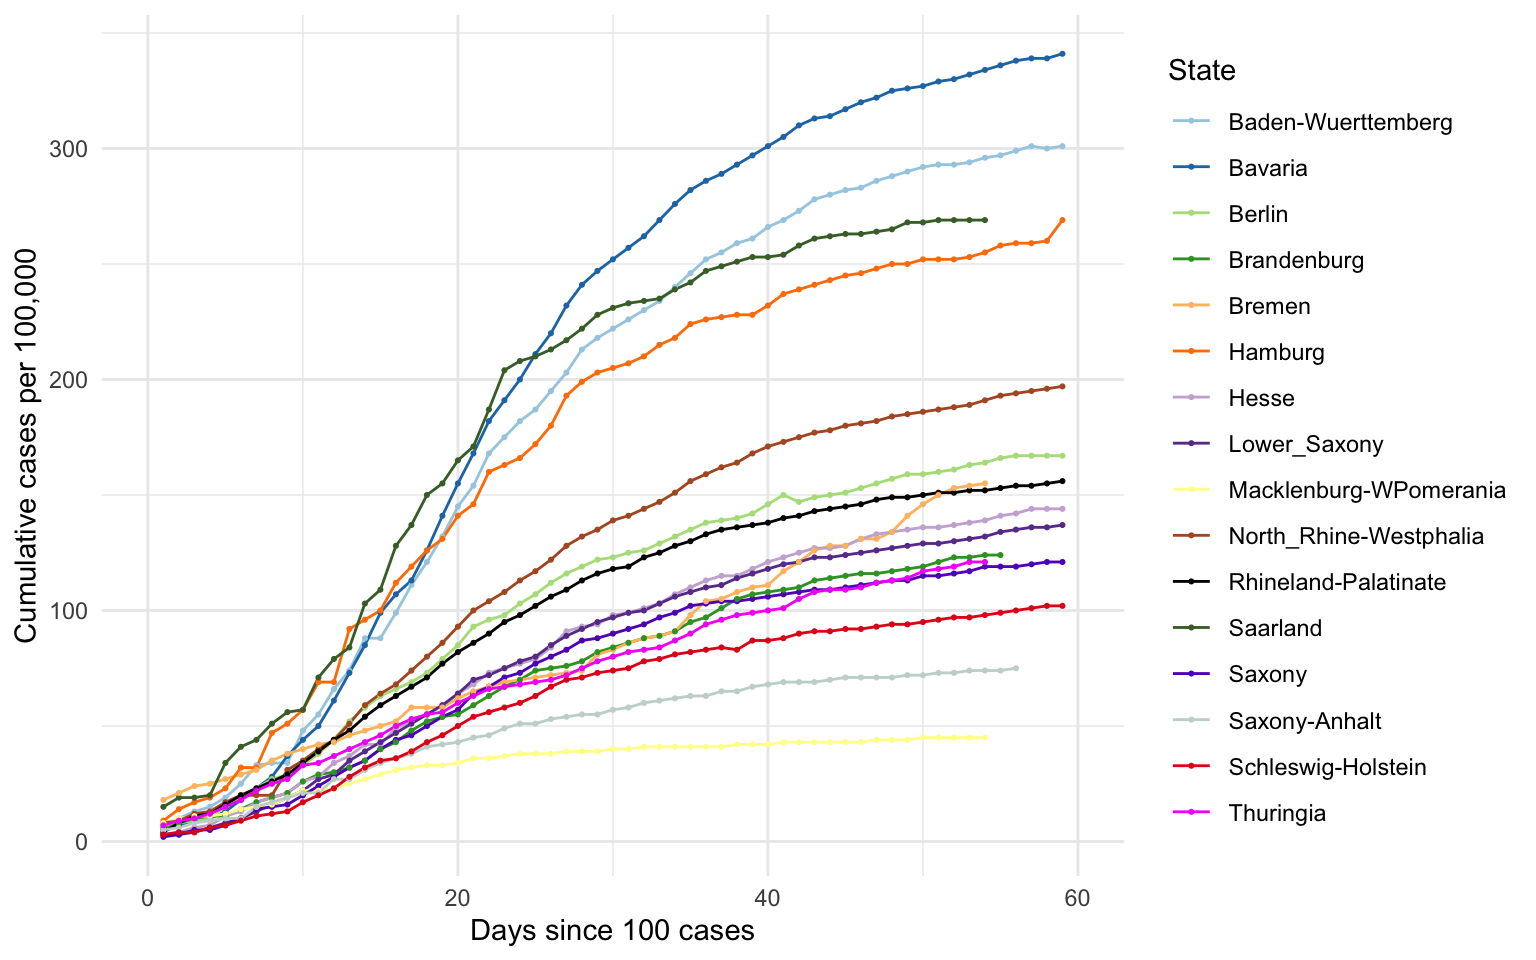 Cumulative cases per 100,000
300
200
100
0
0 20 40 60
Days since 100 cases
State
Baden-Wuerttemberg
Bavaria
Berlin
Brandenburg
Bremen
Hamburg
Hesse
Lower_Saxony
Macklenburg-WPomerania
North_Rhine-Westphalia
Rhineland-Palatinate
Saarland
Saxony
Saxony-Anhalt
Schleswig-Holstein
Thuringia